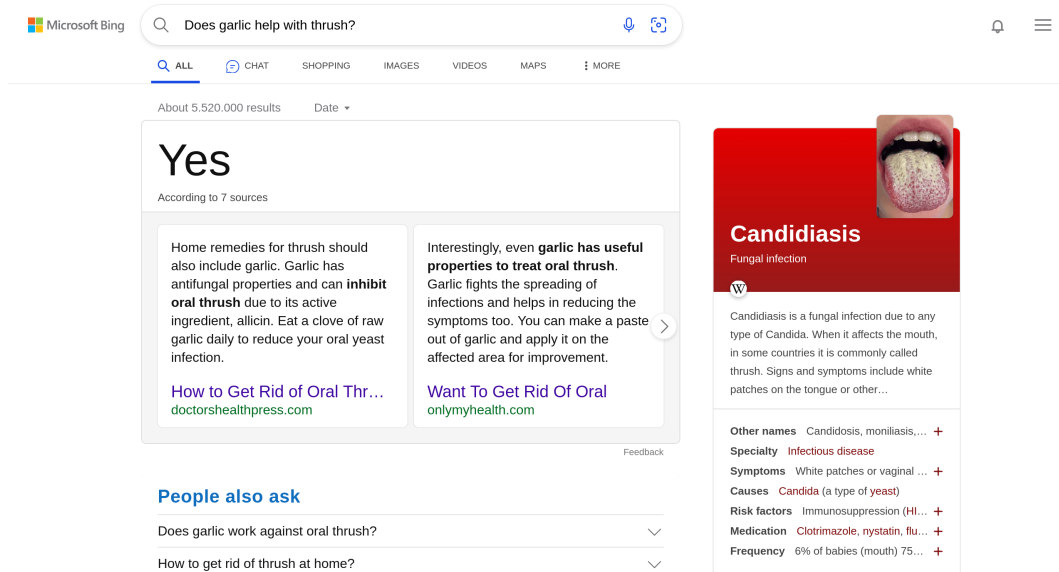 Microsoft Bing
Does garlic help with thrush?
ALL
CHAT
SHOPPING
IMAGES
VIDEOS
MAPS
MORE
About 5.520.000 results
Date
Yes
According to 7 sources
Home remedies for thrush should
also include garlic. Garlic has
antifungal properties and can inhibit
oral thrush due to its active
ingredient, allicin. Eat a clove of raw
garlic daily to reduce your oral yeast
infection.
How to Get Rid of Oral Thr…
doctorshealthpress.com
Interestingly, even garlic has useful
properties to treat oral thrush.
Garlic fights the spreading of
infections and helps in reducing the
symptoms too. You can make a paste
out of garlic and apply it on the
affected area for improvement.
Want To Get Rid Of Oral
onlymyhealth.com
Feedback
People also ask
Does garlic work against oral thrush?
How to get rid of thrush at home?
Candidiasis
Fungal infection
W
Candidiasis is a fungal infection due to any
type of Candida. When it affects the mouth,
in some countries it is commonly called
thrush. Signs and symptoms include white
patches on the tongue or other…
Other names Candidosis, moniliasis,… +
Specialty Infectious disease
Symptoms White patches or vaginal … +
Causes Candida (a type of yeast)
Risk factors Immunosuppression (HI… +
Medication Clotrimazole, nystatin, flu… +
Frequency 6% of babies (mouth) 75… +